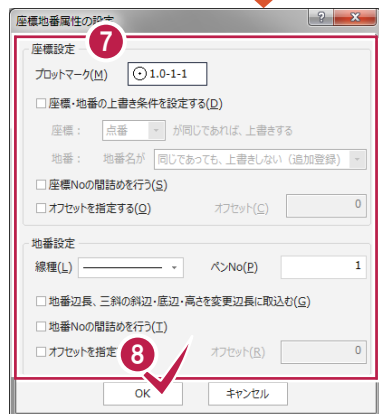 座標地番属性の設定
7
座標設定
プロットマーク(M) 1.0-1-1
座標・地番の上書き条件を設定する(D)
座標： 点番 が同じであれば、上書きする
地番： 地番名が 同じであっても、上書きしない（追加登録）
座標Noの間詰めを行う(S)
オフセットを指定する(O) オフセット(C) 0
地番設定
線種(L) ペンNo(P) 1
地番辺長、三斜の斜辺・底辺・高さを変更辺長に取込む(G)
地番Noの間詰めを行う(T)
オフセットを指定 オフセット(R) 0
8
OK キャンセル